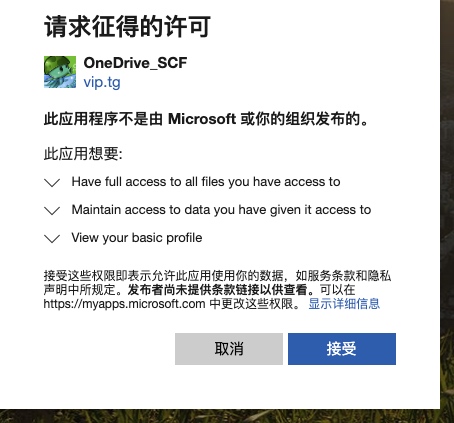 请求征得的许可
OneDrive_SCF
vip.tg
此应用程序不是由 Microsoft 或你的组织发布的。
此应用想要:
Have full access to all files you have access to
Maintain access to data you have given it access to
View your basic profile
接受这些权限即表示允许此应用使用你的数据，如服务条款和隐私
声明中所规定。发布者尚未提供条款链接以供查看。可以在
https://myapps.microsoft.com 中更改这些权限。 显示详细信息
取消
接受